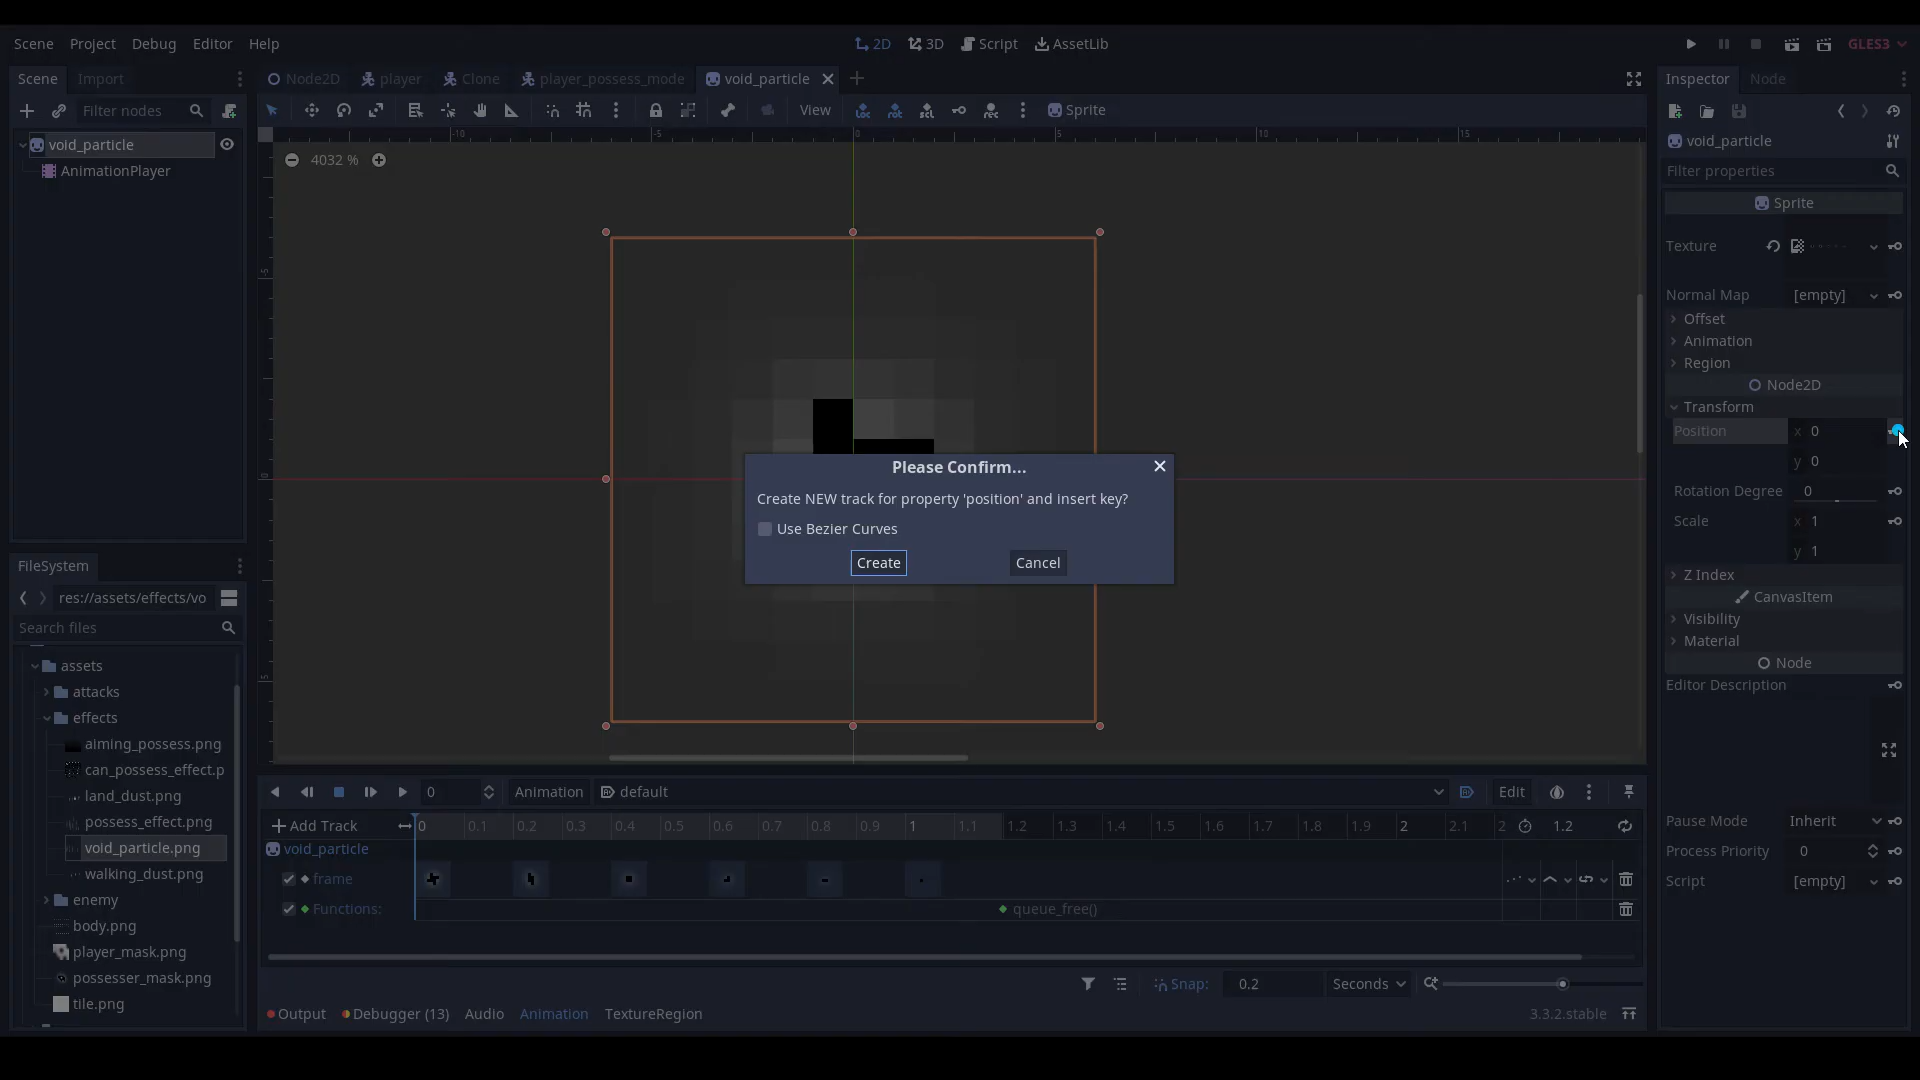 Scene Project Debug Editor Help
2D 3D Script AssetLib
GLES3
Scene Import
Node2D player Clone player_possess_mode void_particle
Inspector Node
Filter nodes
View
Sprite
void_particle
AnimationPlayer
-10 -5 0 5 10 15
4032 %
void_particle
Filter properties
Sprite
Texture
Normal Map [empty]
Offset
Animation
Region
Node2D
Transform
Position x 0
y 0
Rotation Degree 0
Scale x 1
y 1
Z Index
CanvasItem
Visibility
Material
Node
Editor Description
Pause Mode Inherit
Process Priority 0
Script [empty]
Please Confirm...
Create NEW track for property 'position' and insert key?
Use Bezier Curves
Create Cancel
FileSystem
res://assets/effects/vo
Search files
assets
attacks
effects
aiming_possess.png
can_possess_effect.p
land_dust.png
possess_effect.png
void_particle.png
walking_dust.png
enemy
body.png
player_mask.png
possesser_mask.png
tile.png
0 Animation default Edit
Add Track 0 0.1 0.2 0.3 0.4 0.5 0.6 0.7 0.8 0.9 1 1.1 1.2 1.3 1.4 1.5 1.6 1.7 1.8 1.9 2 2.1 2 1.2
void_particle
frame
Functions: queue_free()
Snap: 0.2 Seconds
Output Debugger (13) Audio Animation TextureRegion 3.3.2.stable